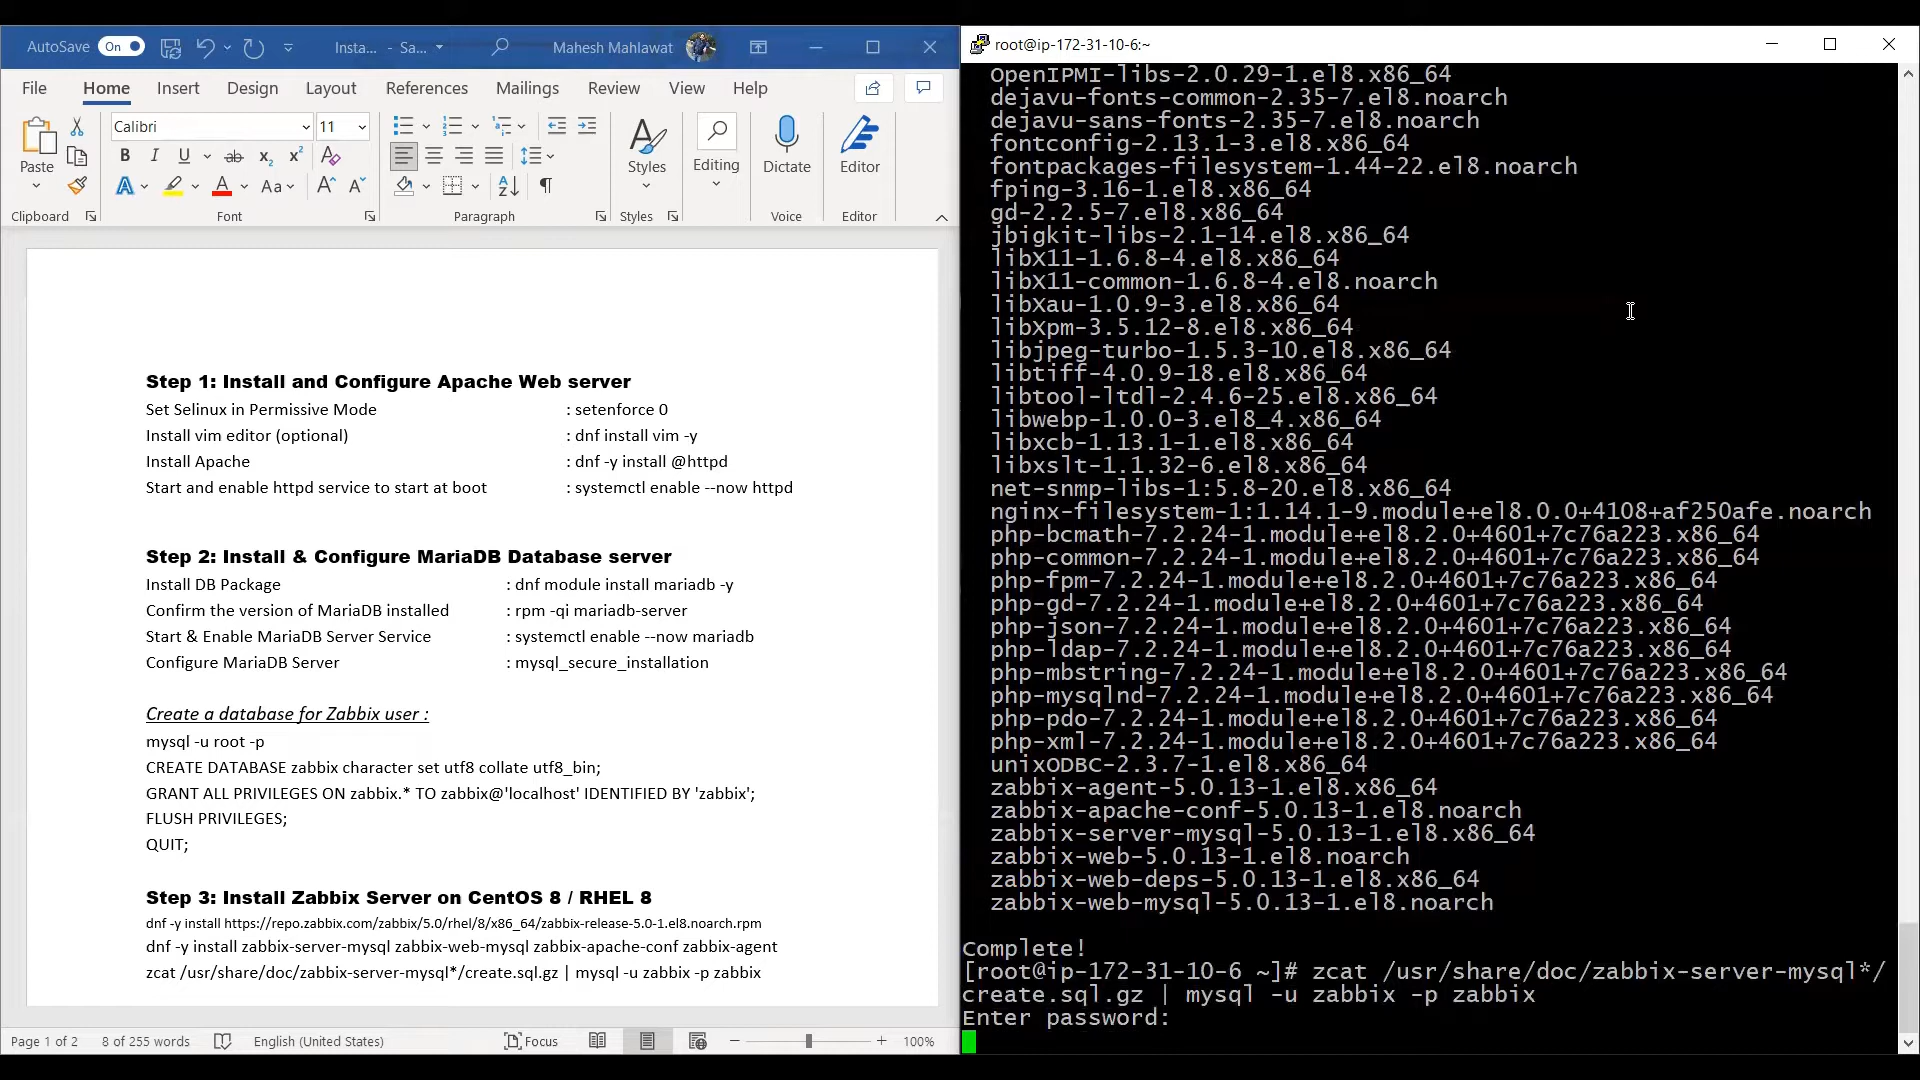 AutoSave On Insta... - Sa... Mahesh Mahlawat
File Home Insert Design Layout References Mailings Review View Help
Calibri 11
Paste B I U ab x₂ x² A A A Aa A A Styles Editing Dictate Editor
Clipboard Font Paragraph Styles Voice Editor
Step 1: Install and Configure Apache Web server
Set Selinux in Permissive Mode : setenforce 0
Install vim editor (optional) : dnf install vim -y
Install Apache : dnf -y install @httpd
Start and enable httpd service to start at boot : systemctl enable --now httpd
Step 2: Install & Configure MariaDB Database server
Install DB Package : dnf module install mariadb -y
Confirm the version of MariaDB installed : rpm -qi mariadb-server
Start & Enable MariaDB Server Service : systemctl enable --now mariadb
Configure MariaDB Server : mysql_secure_installation
Create a database for Zabbix user :
mysql -u root -p
CREATE DATABASE zabbix character set utf8 collate utf8_bin;
GRANT ALL PRIVILEGES ON zabbix.* TO zabbix@'localhost' IDENTIFIED BY 'zabbix';
FLUSH PRIVILEGES;
QUIT;
Step 3: Install Zabbix Server on CentOS 8 / RHEL 8
dnf -y install https://repo.zabbix.com/zabbix/5.0/rhel/8/x86_64/zabbix-release-5.0-1.el8.noarch.rpm
dnf -y install zabbix-server-mysql zabbix-web-mysql zabbix-apache-conf zabbix-agent
zcat /usr/share/doc/zabbix-server-mysql*/create.sql.gz | mysql -u zabbix -p zabbix
Page 1 of 2 8 of 255 words English (United States) Focus 100%
root@ip-172-31-10-6:~
OpenIPMI-libs-2.0.29-1.el8.x86_64
dejavu-fonts-common-2.35-7.el8.noarch
dejavu-sans-fonts-2.35-7.el8.noarch
fontconfig-2.13.1-3.el8.x86_64
fontpackages-filesystem-1.44-22.el8.noarch
fping-3.16-1.el8.x86_64
gd-2.2.5-7.el8.x86_64
jbigkit-libs-2.1-14.el8.x86_64
libX11-1.6.8-4.el8.x86_64
libX11-common-1.6.8-4.el8.noarch
libXau-1.0.9-3.el8.x86_64
libXpm-3.5.12-8.el8.x86_64
libjpeg-turbo-1.5.3-10.el8.x86_64
libtiff-4.0.9-18.el8.x86_64
libtool-ltdl-2.4.6-25.el8.x86_64
libwebp-1.0.0-3.el8_4.x86_64
libxcb-1.13.1-1.el8.x86_64
libxslt-1.1.32-6.el8.x86_64
net-snmp-libs-1:5.8-20.el8.x86_64
nginx-filesystem-1:1.14.1-9.module+el8.0.0+4108+af250afe.noarch
php-bcmath-7.2.24-1.module+el8.2.0+4601+7c76a223.x86_64
php-common-7.2.24-1.module+el8.2.0+4601+7c76a223.x86_64
php-fpm-7.2.24-1.module+el8.2.0+4601+7c76a223.x86_64
php-gd-7.2.24-1.module+el8.2.0+4601+7c76a223.x86_64
php-json-7.2.24-1.module+el8.2.0+4601+7c76a223.x86_64
php-ldap-7.2.24-1.module+el8.2.0+4601+7c76a223.x86_64
php-mbstring-7.2.24-1.module+el8.2.0+4601+7c76a223.x86_64
php-mysqlnd-7.2.24-1.module+el8.2.0+4601+7c76a223.x86_64
php-pdo-7.2.24-1.module+el8.2.0+4601+7c76a223.x86_64
php-xml-7.2.24-1.module+el8.2.0+4601+7c76a223.x86_64
unixODBC-2.3.7-1.el8.x86_64
zabbix-agent-5.0.13-1.el8.x86_64
zabbix-apache-conf-5.0.13-1.el8.noarch
zabbix-server-mysql-5.0.13-1.el8.x86_64
zabbix-web-5.0.13-1.el8.noarch
zabbix-web-deps-5.0.13-1.el8.x86_64
zabbix-web-mysql-5.0.13-1.el8.noarch
Complete!
[root@ip-172-31-10-6 ~]# zcat /usr/share/doc/zabbix-server-mysql*/
create.sql.gz | mysql -u zabbix -p zabbix
Enter password: